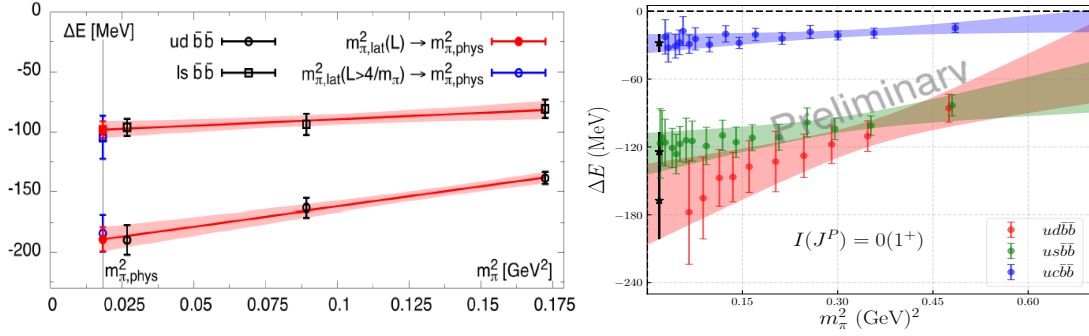 ΔE [MeV]
ud b̄b̄
ls b̄b̄
m²π,lat(L) → m²π,phys
m²π,lat(L>4/mπ) → m²π,phys
0
-50
-100
-150
-200
m²π,phys
m²π [GeV²]
0
0.025
0.05
0.075
0.1
0.125
0.15
0.175
ΔE (MeV)
0
−60
−120
−180
−240
Preliminary
I(J^P) = 0(1⁺)
udb̄b̄
usb̄b̄
ucb̄b̄
0.15
0.30
0.45
0.60
m²π (GeV)²